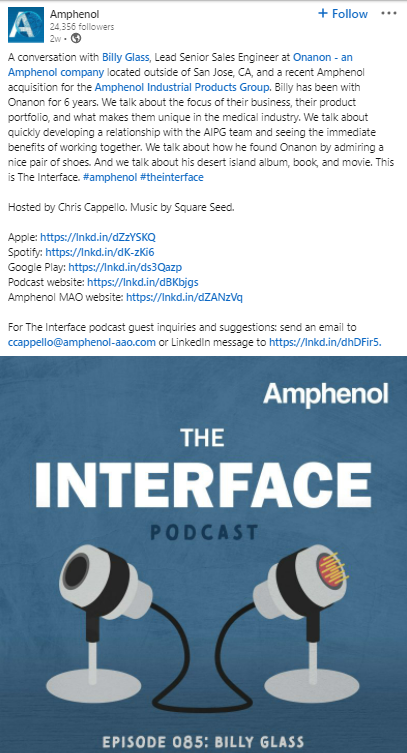 Amphenol
+ Follow
24,356 followers
2w •
A conversation with Billy Glass, Lead Senior Sales Engineer at Onanon - an
Amphenol company located outside of San Jose, CA, and a recent Amphenol
acquisition for the Amphenol Industrial Products Group. Billy has been with
Onanon for 6 years. We talk about the focus of their business, their product
portfolio, and what makes them unique in the medical industry. We talk about
quickly developing a relationship with the AIPG team and seeing the immediate
benefits of working together. We talk about how he found Onanon by admiring a
nice pair of shoes. And we talk about his desert island album, book, and movie. This
is The Interface. #amphenol #theinterface
Hosted by Chris Cappello. Music by Square Seed.
Apple: https://lnkd.in/dZzYSKQ
Spotify: https://lnkd.in/dK-zKi6
Google Play: https://lnkd.in/ds3Qazp
Podcast website: https://lnkd.in/dBKbjgs
Amphenol MAO website: https://lnkd.in/dZANzVq
For The Interface podcast guest inquiries and suggestions: send an email to
ccappello@amphenol-aao.com or LinkedIn message to https://lnkd.in/dhDFir5.
Amphenol
THE
INTERFACE
PODCAST
EPISODE 085: BILLY GLASS